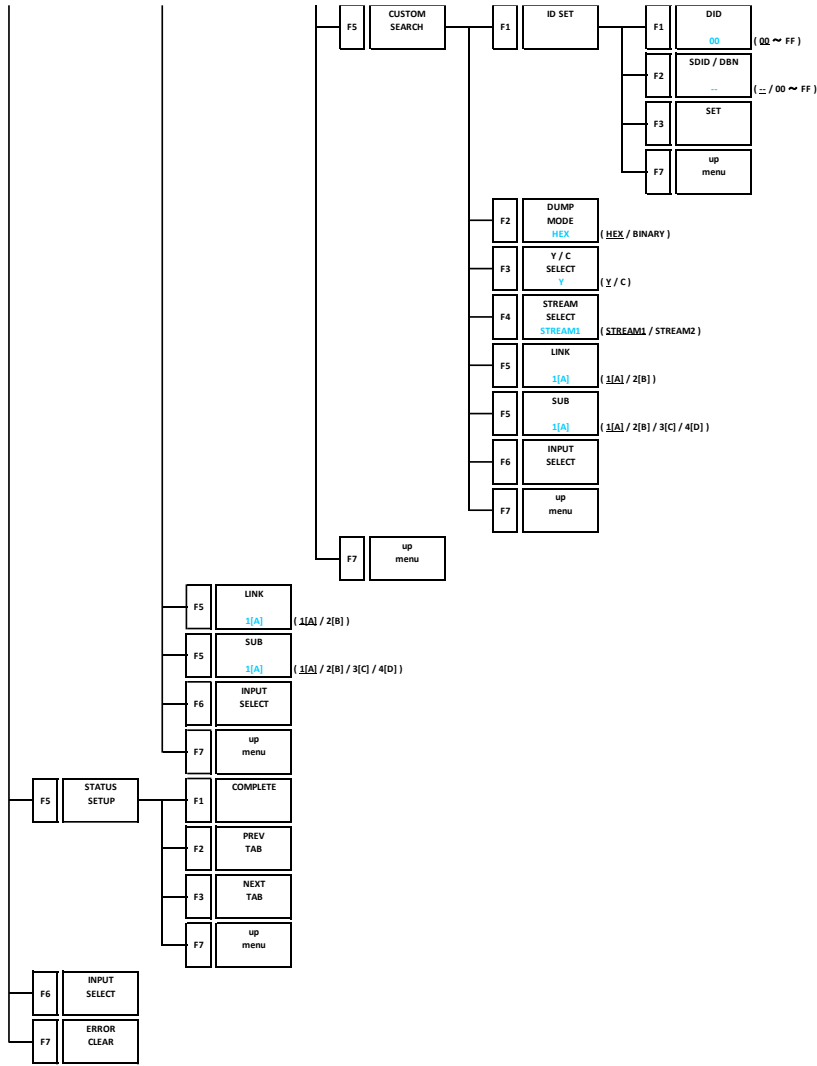 F5 CUSTOM SEARCH
F1 ID SET
F1 DID 00 ( 00 ~ FF )
F2 SDID / DBN -- ( -- / 00 ~ FF )
F3 SET
F7 up menu
F2 DUMP MODE HEX ( HEX / BINARY )
F3 Y / C SELECT Y ( Y / C )
F4 STREAM SELECT STREAM1 ( STREAM1 / STREAM2 )
F5 LINK 1[A] ( 1[A] / 2[B] )
F5 SUB 1[A] ( 1[A] / 2[B] / 3[C] / 4[D] )
F6 INPUT SELECT
F7 up menu
F7 up menu
F5 LINK 1[A] ( 1[A] / 2[B] )
F5 SUB 1[A] ( 1[A] / 2[B] / 3[C] / 4[D] )
F6 INPUT SELECT
F7 up menu
F5 STATUS SETUP
F1 COMPLETE
F2 PREV TAB
F3 NEXT TAB
F7 up menu
F6 INPUT SELECT
F7 ERROR CLEAR